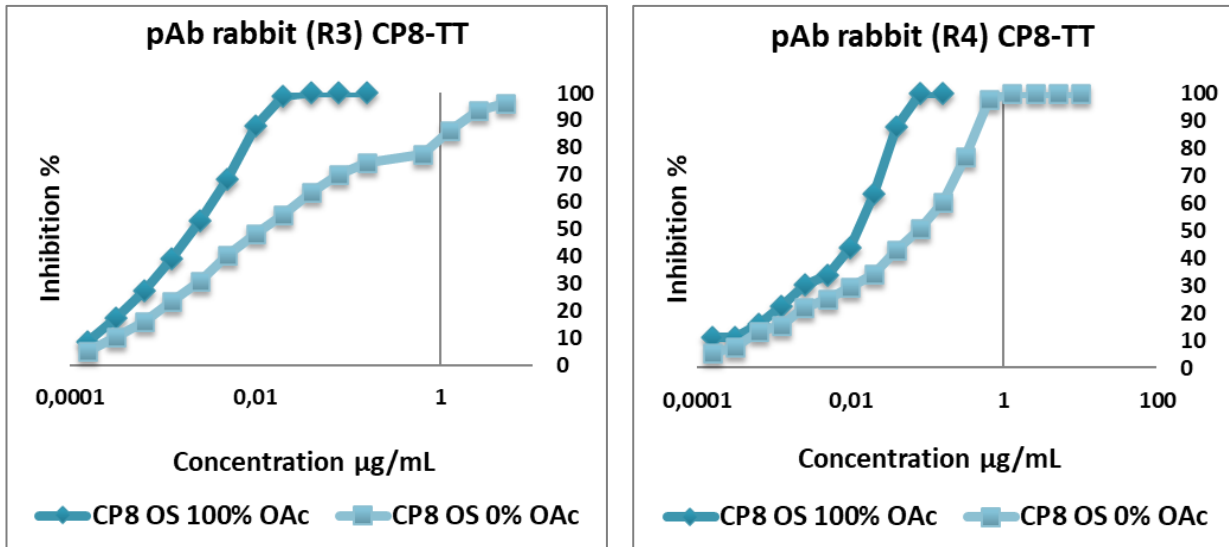 pAb rabbit (R3) CP8-TT
100
90
80
70
60
50
40
30
20
10
0
Inhibition %
0,0001
0,01
1
Concentration µg/mL
CP8 OS 100% OAc
CP8 OS 0% OAc
pAb rabbit (R4) CP8-TT
100
90
80
70
60
50
40
30
20
10
0
Inhibition %
0,0001
0,01
1
100
Concentration µg/mL
CP8 OS 100% OAc
CP8 OS 0% OAc